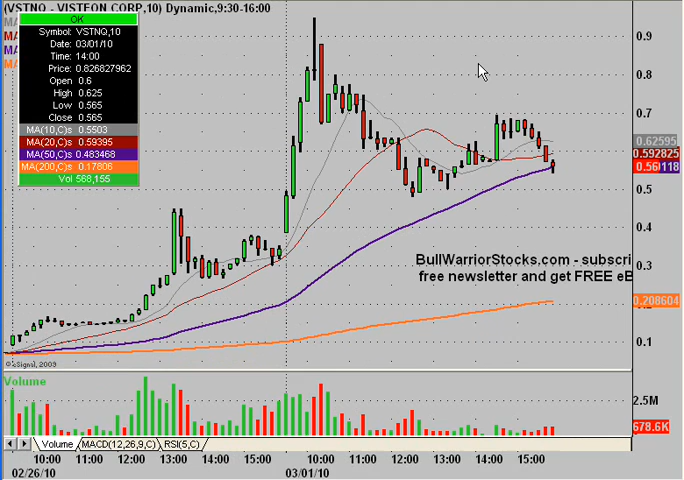 (VSTNQ - VISTEON CORP,10) Dynamic,9:30-16:00
OK
Symbol: VSTNQ,10
Date: 03/01/10
Time: 14:00
Price: 0.826827962
Open 0.6
High 0.625
Low 0.565
Close 0.565
MA(10,C)s 0.5503
MA(20,C)s 0.59395
MA(50,C)s 0.483468
MA(200,C)s 0.17806
Vol 568,155
0.9
0.8
0.7
0.62595
0.592825
0.56
118
0.5
0.4
0.3
0.208604
0.1
BullWarriorStocks.com - subscri
free newsletter and get FREE eB
© eSignal, 2009
Volume
2.5M
678.6K
Volume MACD(12,26,9,C) RSI(5,C)
10:00 11:00 12:00 13:00 14:00 15:00 10:00 11:00 12:00 13:00 14:00 15:00
02/26/10 03/01/10